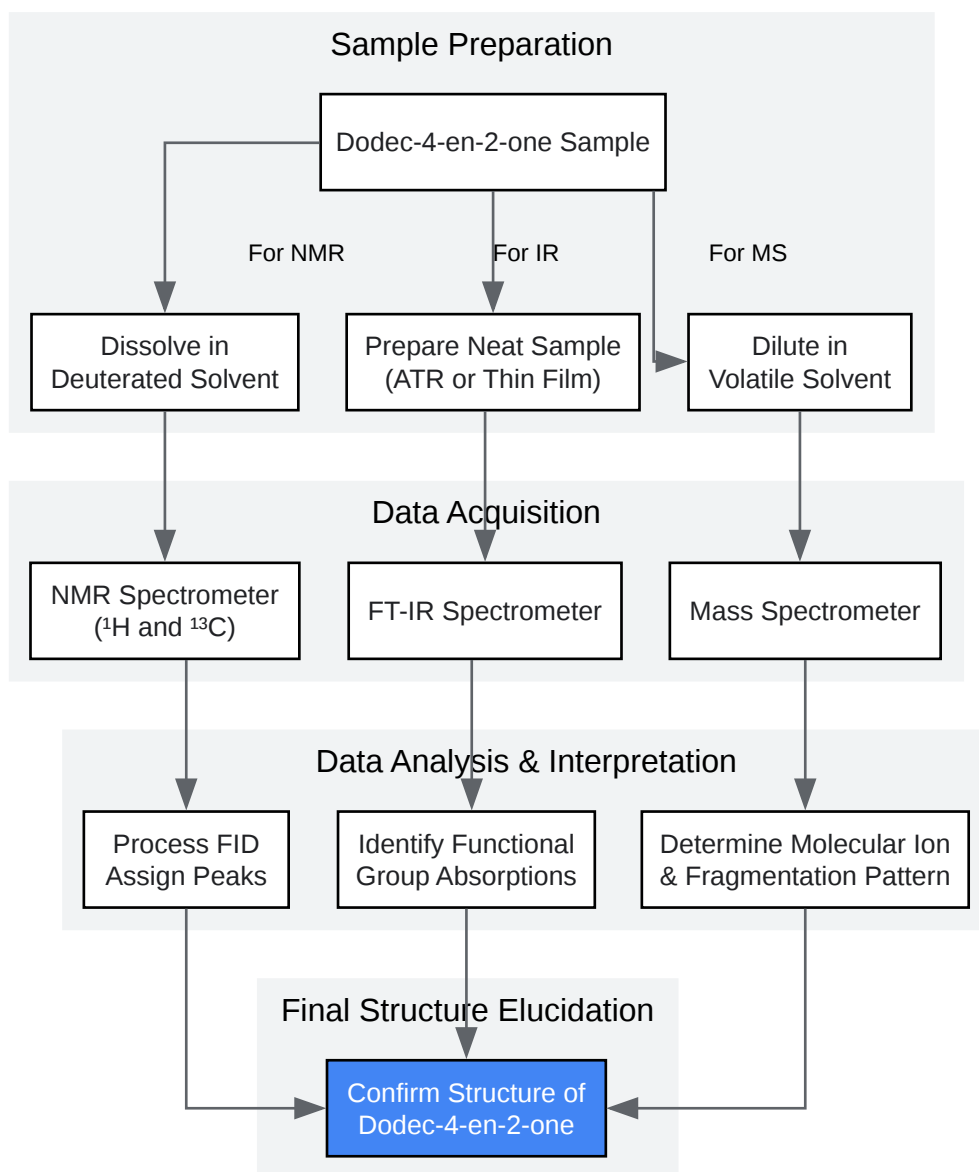 Sample Preparation
Dodec-4-en-2-one Sample
For NMR
For IR
For MS
Dissolve in
Deuterated Solvent
Prepare Neat Sample
(ATR or Thin Film)
Dilute in
Volatile Solvent
Data Acquisition
NMR Spectrometer
(¹H and ¹³C)
FT-IR Spectrometer
Mass Spectrometer
Data Analysis & Interpretation
Process FID
Assign Peaks
Identify Functional
Group Absorptions
Determine Molecular Ion
& Fragmentation Pattern
Final Structure Elucidation
Confirm Structure of
Dodec-4-en-2-one